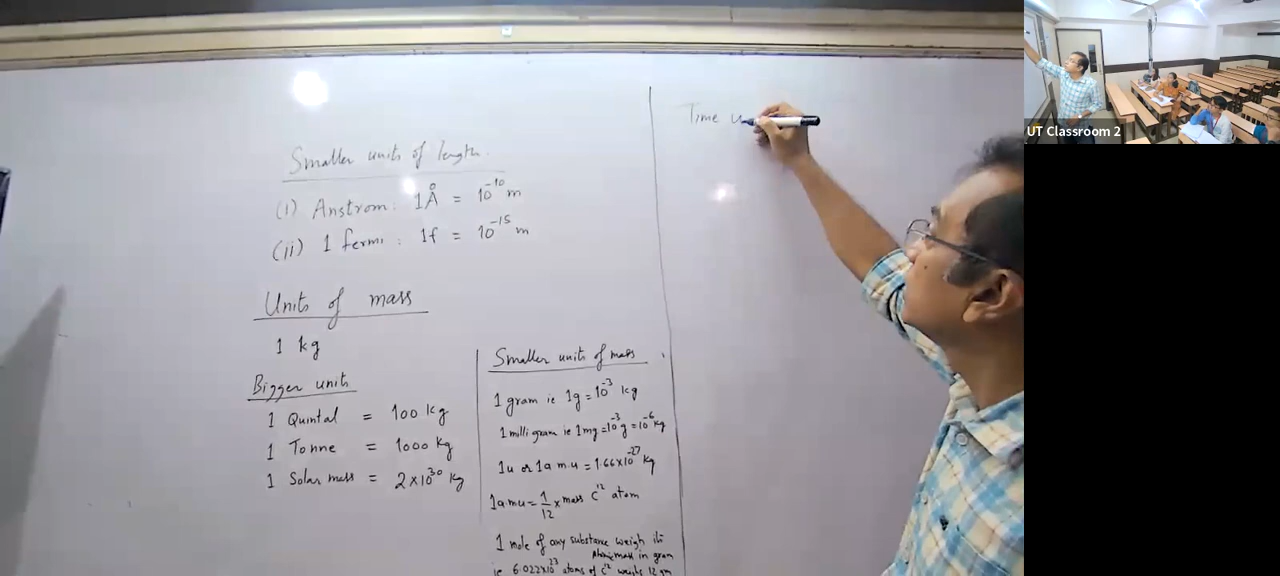 Smaller units of length.
(i) Anstrom: 1Å = 10⁻¹⁰ m
(ii) 1 fermi: 1f = 10⁻¹⁵ m
Units of mass
1 kg
Bigger units
1 Quintal = 100 kg
1 Tonne = 1000 kg
1 Solar mass = 2×10³⁰ kg
Smaller units of mass
1 gram ie 1g = 10⁻³ kg
1 milli gram ie 1mg = 10⁻³g = 10⁻⁶ kg
1u or 1a.m.u = 1.66×10⁻²⁷ kg
1a.mu = 1/12 × mass C¹² atom
1 mole of any substance weigh its
Atomic mass in gram
ie 6.022×10²³ atoms of C¹² weighs 12 gm
Time u
UT Classroom 2